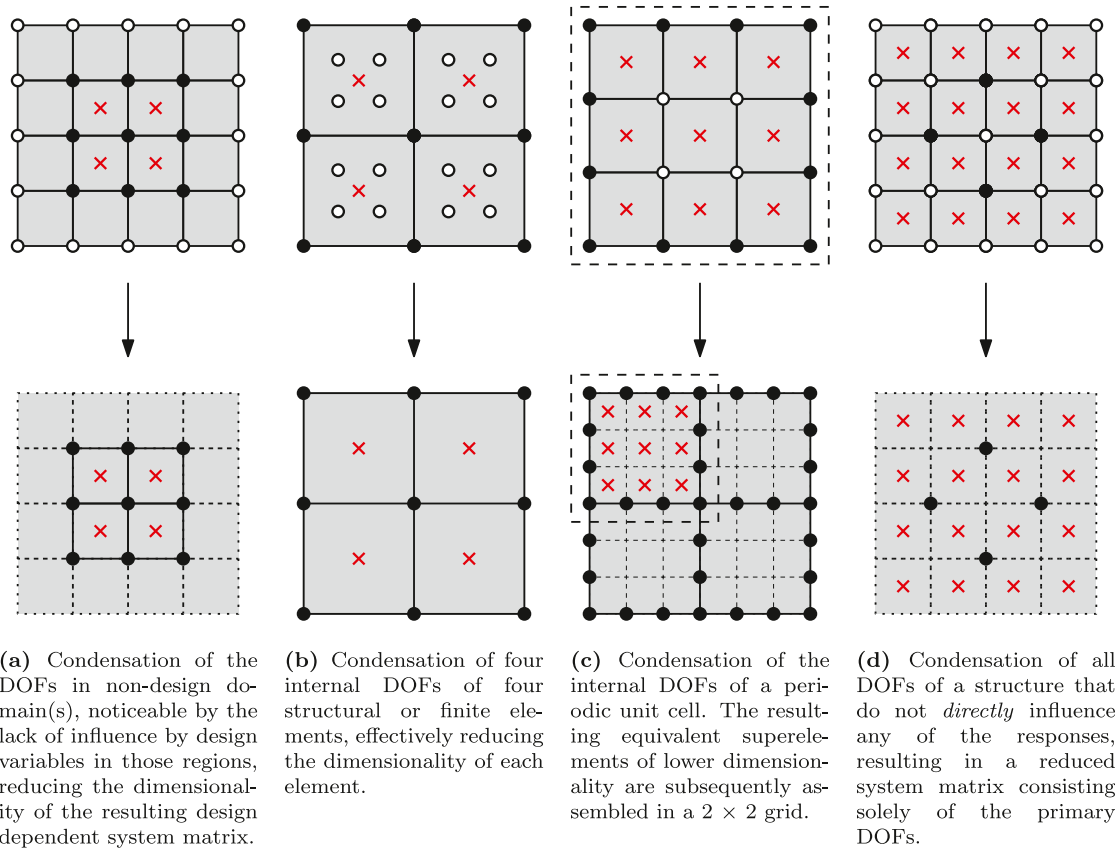 (a) Condensation of the
DOFs in non-design do-
main(s), noticeable by the
lack of influence by design
variables in those regions,
reducing the dimensional-
ity of the resulting design
dependent system matrix.
(b) Condensation of four
internal DOFs of four
structural or finite ele-
ments, effectively reducing
the dimensionality of each
element.
(c) Condensation of the
internal DOFs of a peri-
odic unit cell. The result-
ing equivalent superele-
ments of lower dimension-
ality are subsequently as-
sembled in a 2 × 2 grid.
(d) Condensation of all
DOFs of a structure that
do not directly influence
any of the responses,
resulting in a reduced
system matrix consisting
solely of the primary
DOFs.